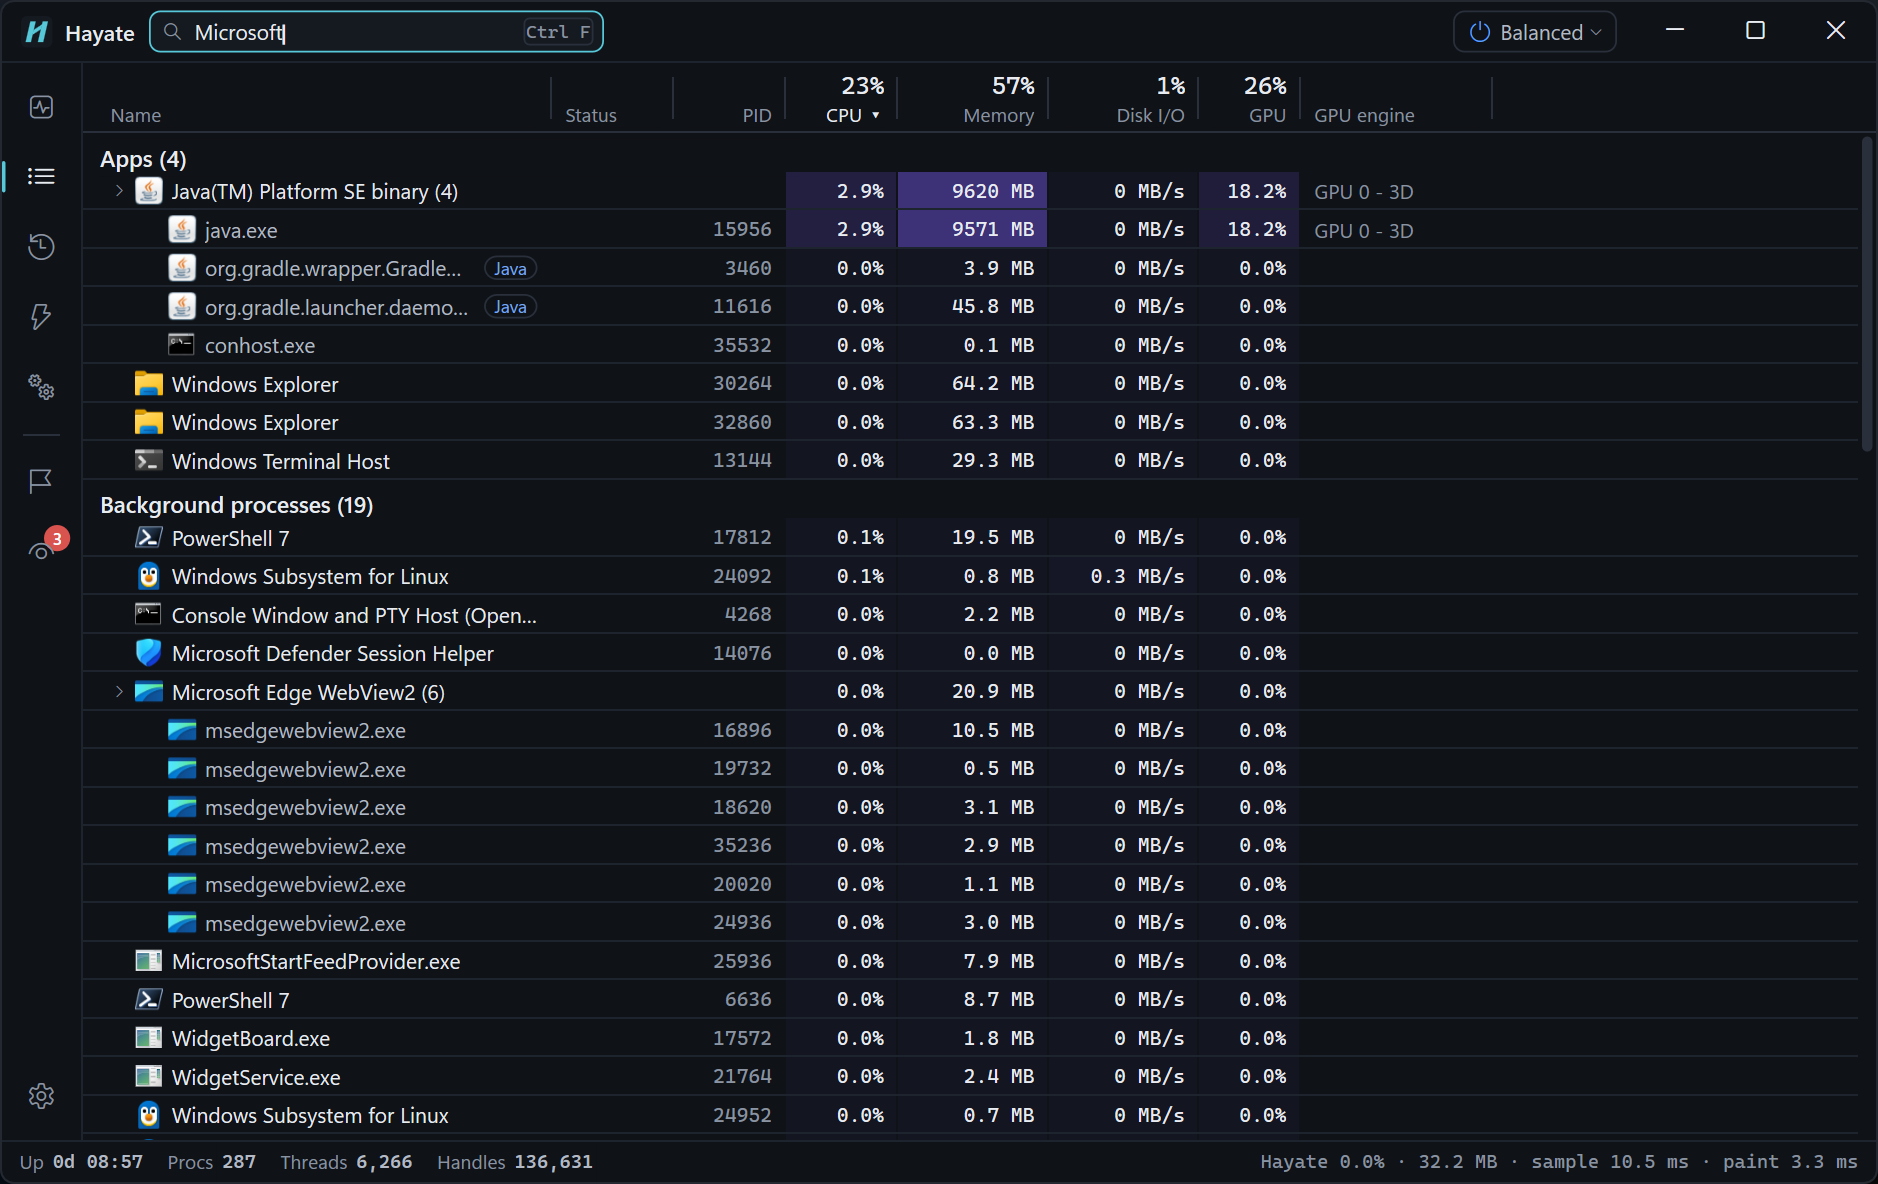 Hayate Microsoft Ctrl F Balanced
23% 57% 1% 26%
Name Status PID CPU ▼ Memory Disk I/O GPU GPU engine
Apps (4)
Java(TM) Platform SE binary (4) 2.9% 9620 MB 0 MB/s 18.2% GPU 0 - 3D
java.exe 15956 2.9% 9571 MB 0 MB/s 18.2% GPU 0 - 3D
org.gradle.wrapper.Gradle... Java 3460 0.0% 3.9 MB 0 MB/s 0.0%
org.gradle.launcher.daemo... Java 11616 0.0% 45.8 MB 0 MB/s 0.0%
conhost.exe 35532 0.0% 0.1 MB 0 MB/s 0.0%
Windows Explorer 30264 0.0% 64.2 MB 0 MB/s 0.0%
Windows Explorer 32860 0.0% 63.3 MB 0 MB/s 0.0%
Windows Terminal Host 13144 0.0% 29.3 MB 0 MB/s 0.0%
Background processes (19)
PowerShell 7 17812 0.1% 19.5 MB 0 MB/s 0.0%
Windows Subsystem for Linux 24092 0.1% 0.8 MB 0.3 MB/s 0.0%
Console Window and PTY Host (Open... 4268 0.0% 2.2 MB 0 MB/s 0.0%
Microsoft Defender Session Helper 14076 0.0% 0.0 MB 0 MB/s 0.0%
Microsoft Edge WebView2 (6) 0.0% 20.9 MB 0 MB/s 0.0%
msedgewebview2.exe 16896 0.0% 10.5 MB 0 MB/s 0.0%
msedgewebview2.exe 19732 0.0% 0.5 MB 0 MB/s 0.0%
msedgewebview2.exe 18620 0.0% 3.1 MB 0 MB/s 0.0%
msedgewebview2.exe 35236 0.0% 2.9 MB 0 MB/s 0.0%
msedgewebview2.exe 20020 0.0% 1.1 MB 0 MB/s 0.0%
msedgewebview2.exe 24936 0.0% 3.0 MB 0 MB/s 0.0%
MicrosoftStartFeedProvider.exe 25936 0.0% 7.9 MB 0 MB/s 0.0%
PowerShell 7 6636 0.0% 8.7 MB 0 MB/s 0.0%
WidgetBoard.exe 17572 0.0% 1.8 MB 0 MB/s 0.0%
WidgetService.exe 21764 0.0% 2.4 MB 0 MB/s 0.0%
Windows Subsystem for Linux 24952 0.0% 0.7 MB 0 MB/s 0.0%
3
Up 0d 08:57 Procs 287 Threads 6,266 Handles 136,631 Hayate 0.0% · 32.2 MB · sample 10.5 ms · paint 3.3 ms